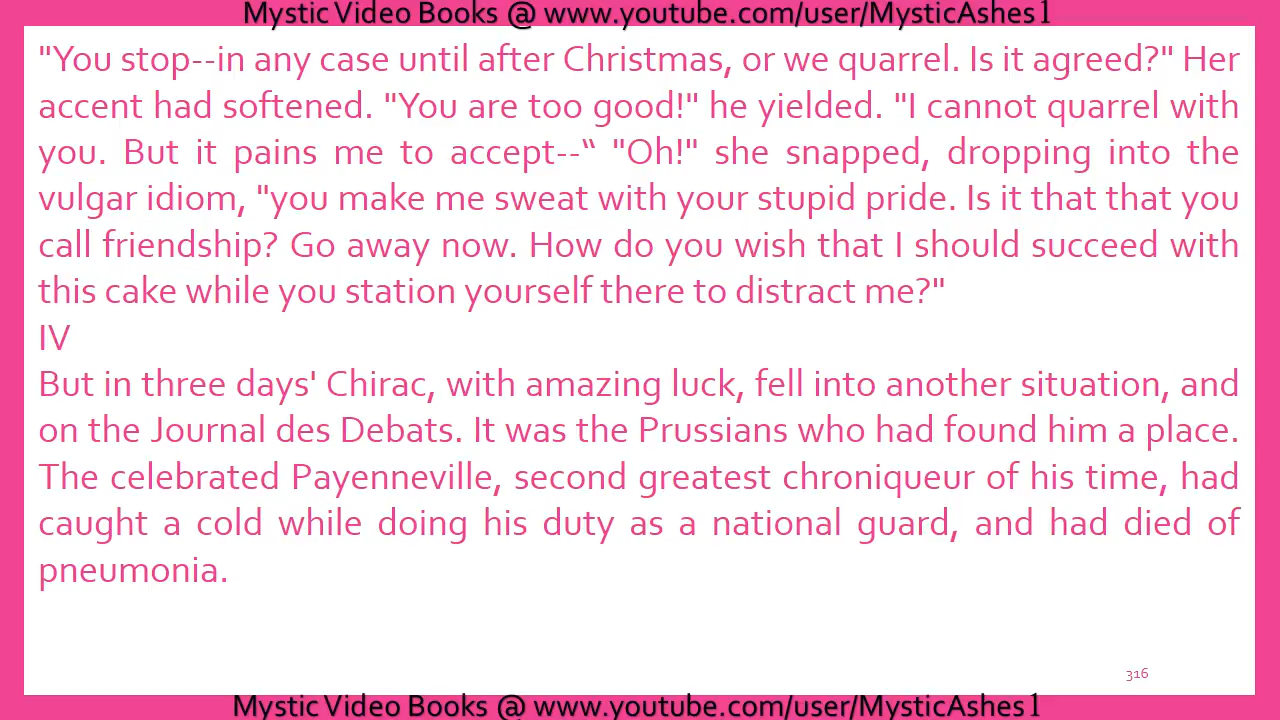 Mystic Video Books @ www.youtube.com/user/MysticAshes1
"You stop--in any case until after Christmas, or we quarrel. Is it agreed?" Her
accent had softened. "You are too good!" he yielded. "I cannot quarrel with
you. But it pains me to accept--“ "Oh!" she snapped, dropping into the
vulgar idiom, "you make me sweat with your stupid pride. Is it that that you
call friendship? Go away now. How do you wish that I should succeed with
this cake while you station yourself there to distract me?"
IV
But in three days' Chirac, with amazing luck, fell into another situation, and
on the Journal des Debats. It was the Prussians who had found him a place.
The celebrated Payenneville, second greatest chroniqueur of his time, had
caught a cold while doing his duty as a national guard, and had died of
pneumonia.
316
Mystic Video Books @ www.youtube.com/user/MysticAshes1